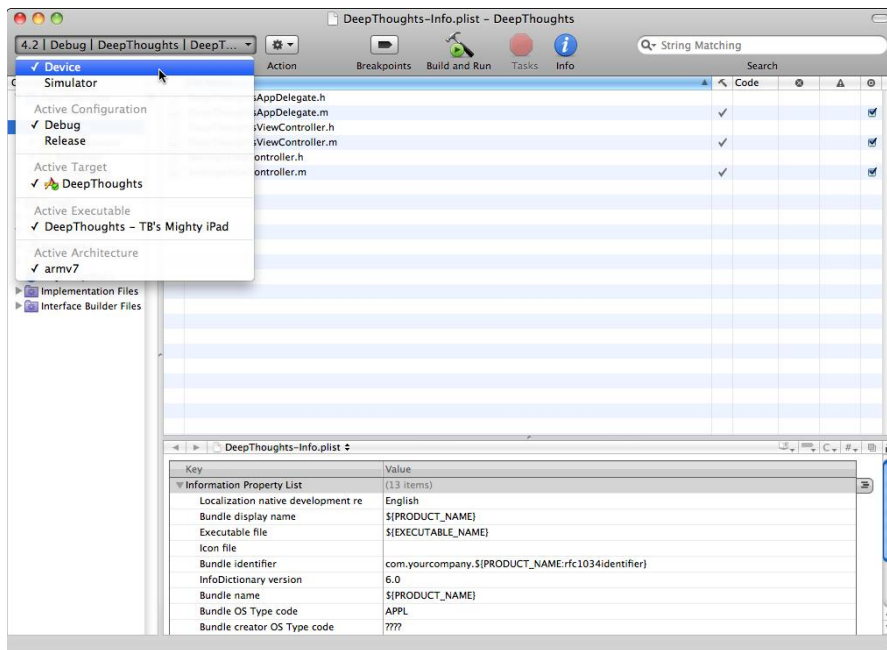 DeepThoughts-Info.plist – DeepThoughts
4.2 | Debug | DeepThoughts | DeepT...
String Matching
Action
Breakpoints
Build and Run
Tasks
Info
Search
✓ Device
Simulator
Active Configuration
✓ Debug
Release
Active Target
✓ DeepThoughts
Active Executable
✓ DeepThoughts – TB's Mighty iPad
Active Architecture
✓ armv7
Code
sAppDelegate.h
sAppDelegate.m
sViewController.h
sViewController.m
ontroller.h
ontroller.m
Implementation Files
Interface Builder Files
DeepThoughts-Info.plist
C
#
Key Value
Information Property List (13 items)
Localization native development re English
Bundle display name ${PRODUCT_NAME}
Executable file ${EXECUTABLE_NAME}
Icon file
Bundle identifier com.yourcompany.${PRODUCT_NAME:rfc1034identifier}
InfoDictionary version 6.0
Bundle name ${PRODUCT_NAME}
Bundle OS Type code APPL
Bundle creator OS Type code ????